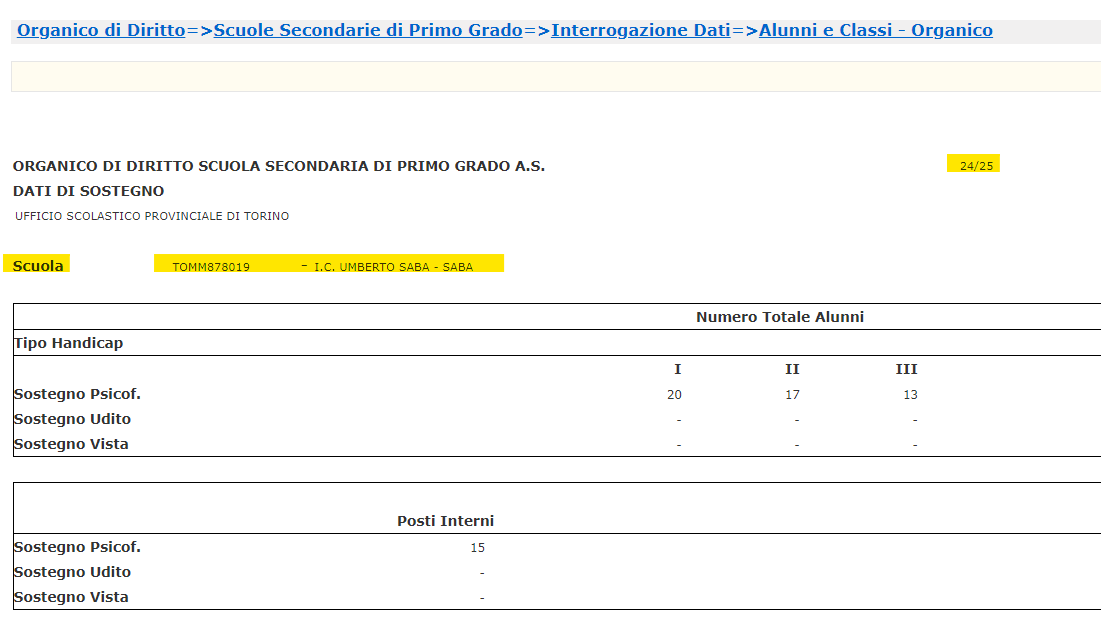 Organico di Diritto=>Scuole Secondarie di Primo Grado=>Interrogazione Dati=>Alunni e Classi - Organico
ORGANICO DI DIRITTO SCUOLA SECONDARIA DI PRIMO GRADO A.S. 24/25
DATI DI SOSTEGNO
UFFICIO SCOLASTICO PROVINCIALE DI TORINO
Scuola TOMM878019 - I.C. UMBERTO SABA - SABA
Numero Totale Alunni
Tipo Handicap
I II III
Sostegno Psicof. 20 17 13
Sostegno Udito - - -
Sostegno Vista - - -
Posti Interni
Sostegno Psicof. 15
Sostegno Udito -
Sostegno Vista -